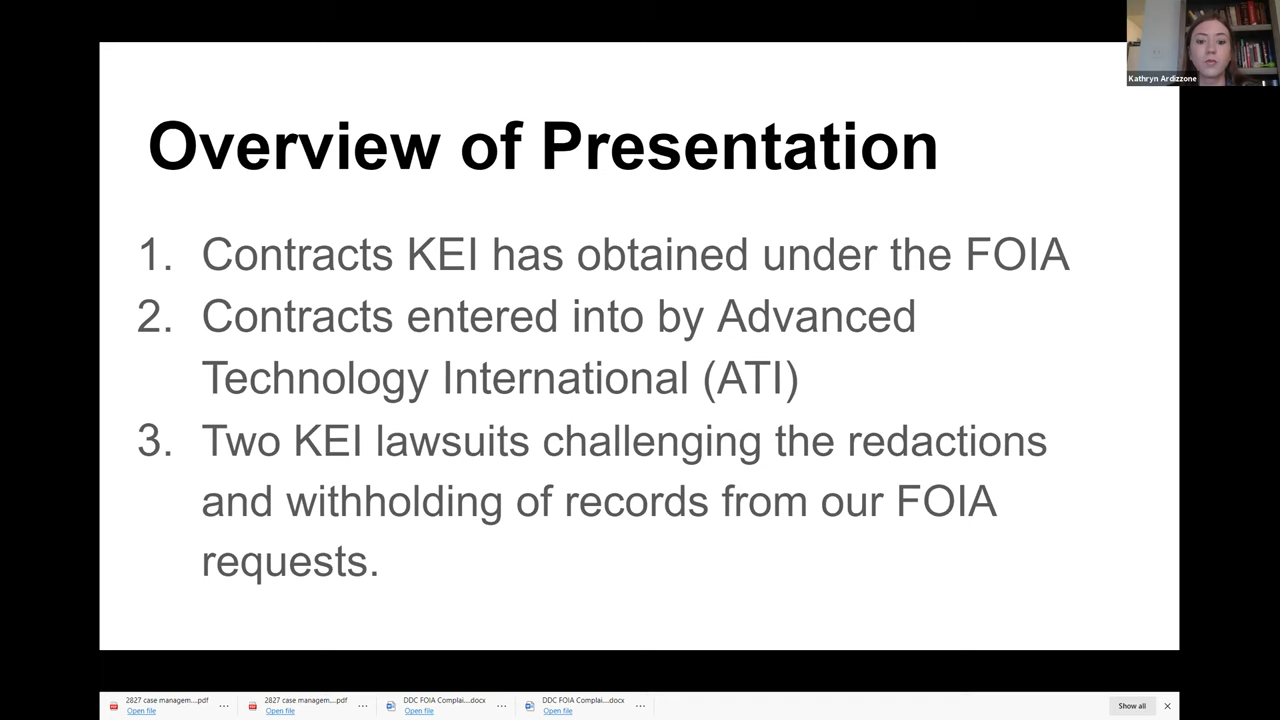 Kathryn Ardizzone
Overview of Presentation
1. Contracts KEI has obtained under the FOIA
2. Contracts entered into by Advanced
Technology International (ATI)
3. Two KEI lawsuits challenging the redactions
and withholding of records from our FOIA
requests.
2827 case managem....pdf
Open file
2827 case managem....pdf
Open file
DDC FOIA Complai....docx
Open file
DDC FOIA Complai....docx
Open file
Show all